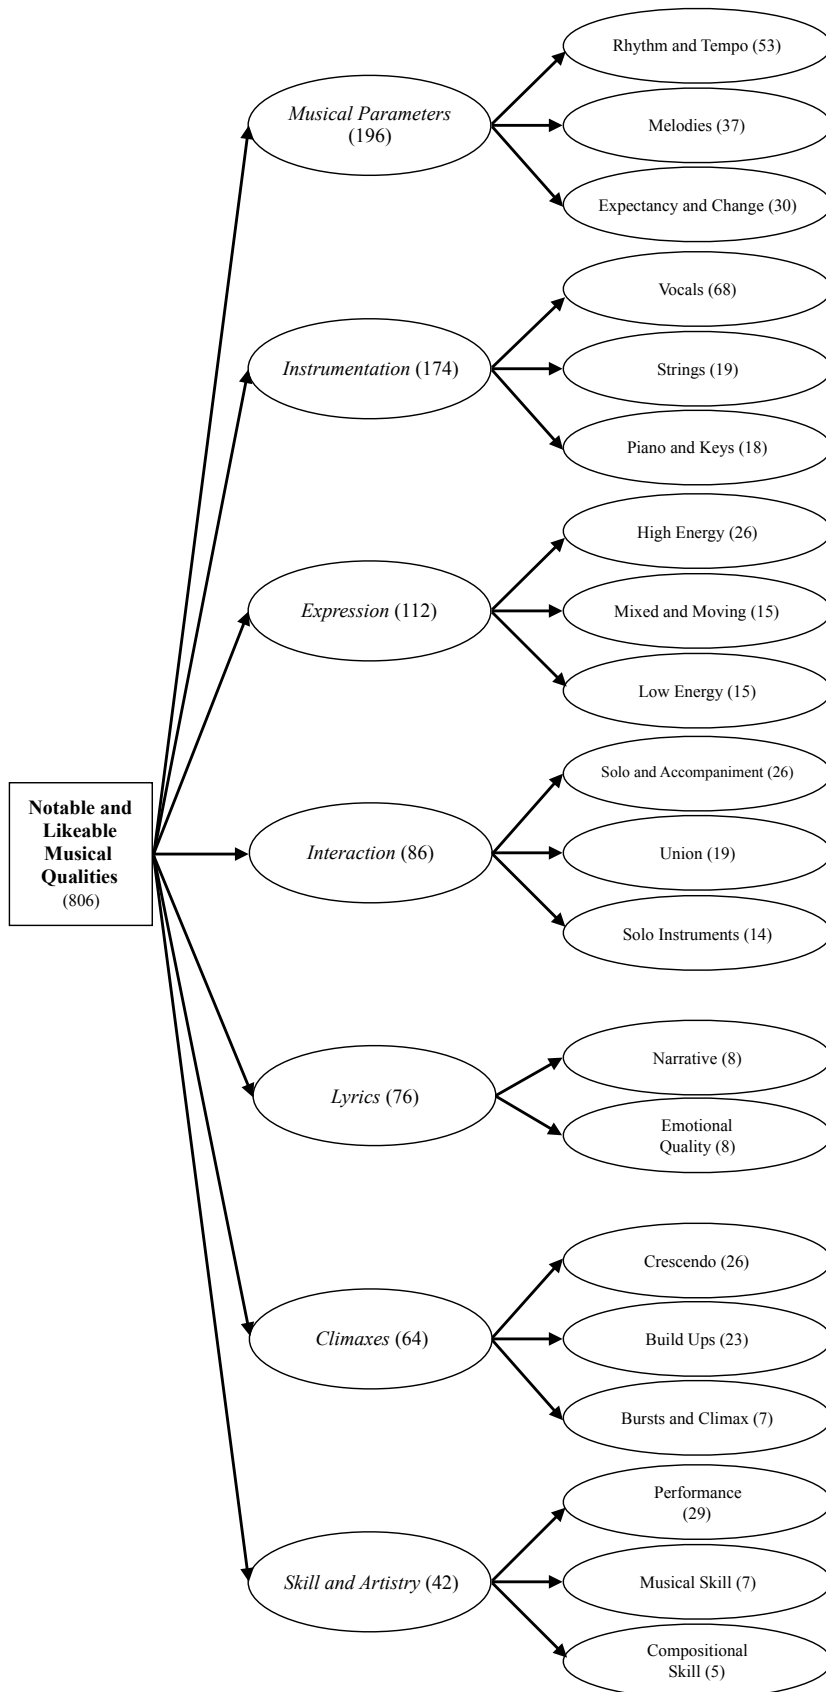 Rhythm and Tempo (53)
Musical Parameters
(196)
Melodies (37)
Expectancy and Change (30)
Vocals (68)
Instrumentation (174)
Strings (19)
Piano and Keys (18)
High Energy (26)
Expression (112)
Mixed and Moving (15)
Low Energy (15)
Notable and
Likeable
Musical
Qualities
(806)
Solo and Accompaniment (26)
Interaction (86)
Union (19)
Solo Instruments (14)
Narrative (8)
Lyrics (76)
Emotional
Quality (8)
Crescendo (26)
Climaxes (64)
Build Ups (23)
Bursts and Climax (7)
Performance
(29)
Skill and Artistry (42)
Musical Skill (7)
Compositional
Skill (5)